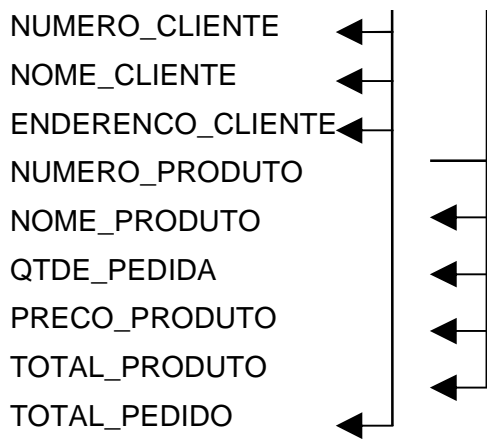 NUMERO_CLIENTE
NOME_CLIENTE
ENDERENCO_CLIENTE
NUMERO_PRODUTO
NOME_PRODUTO
QTDE_PEDIDA
PRECO_PRODUTO
TOTAL_PRODUTO
TOTAL_PEDIDO